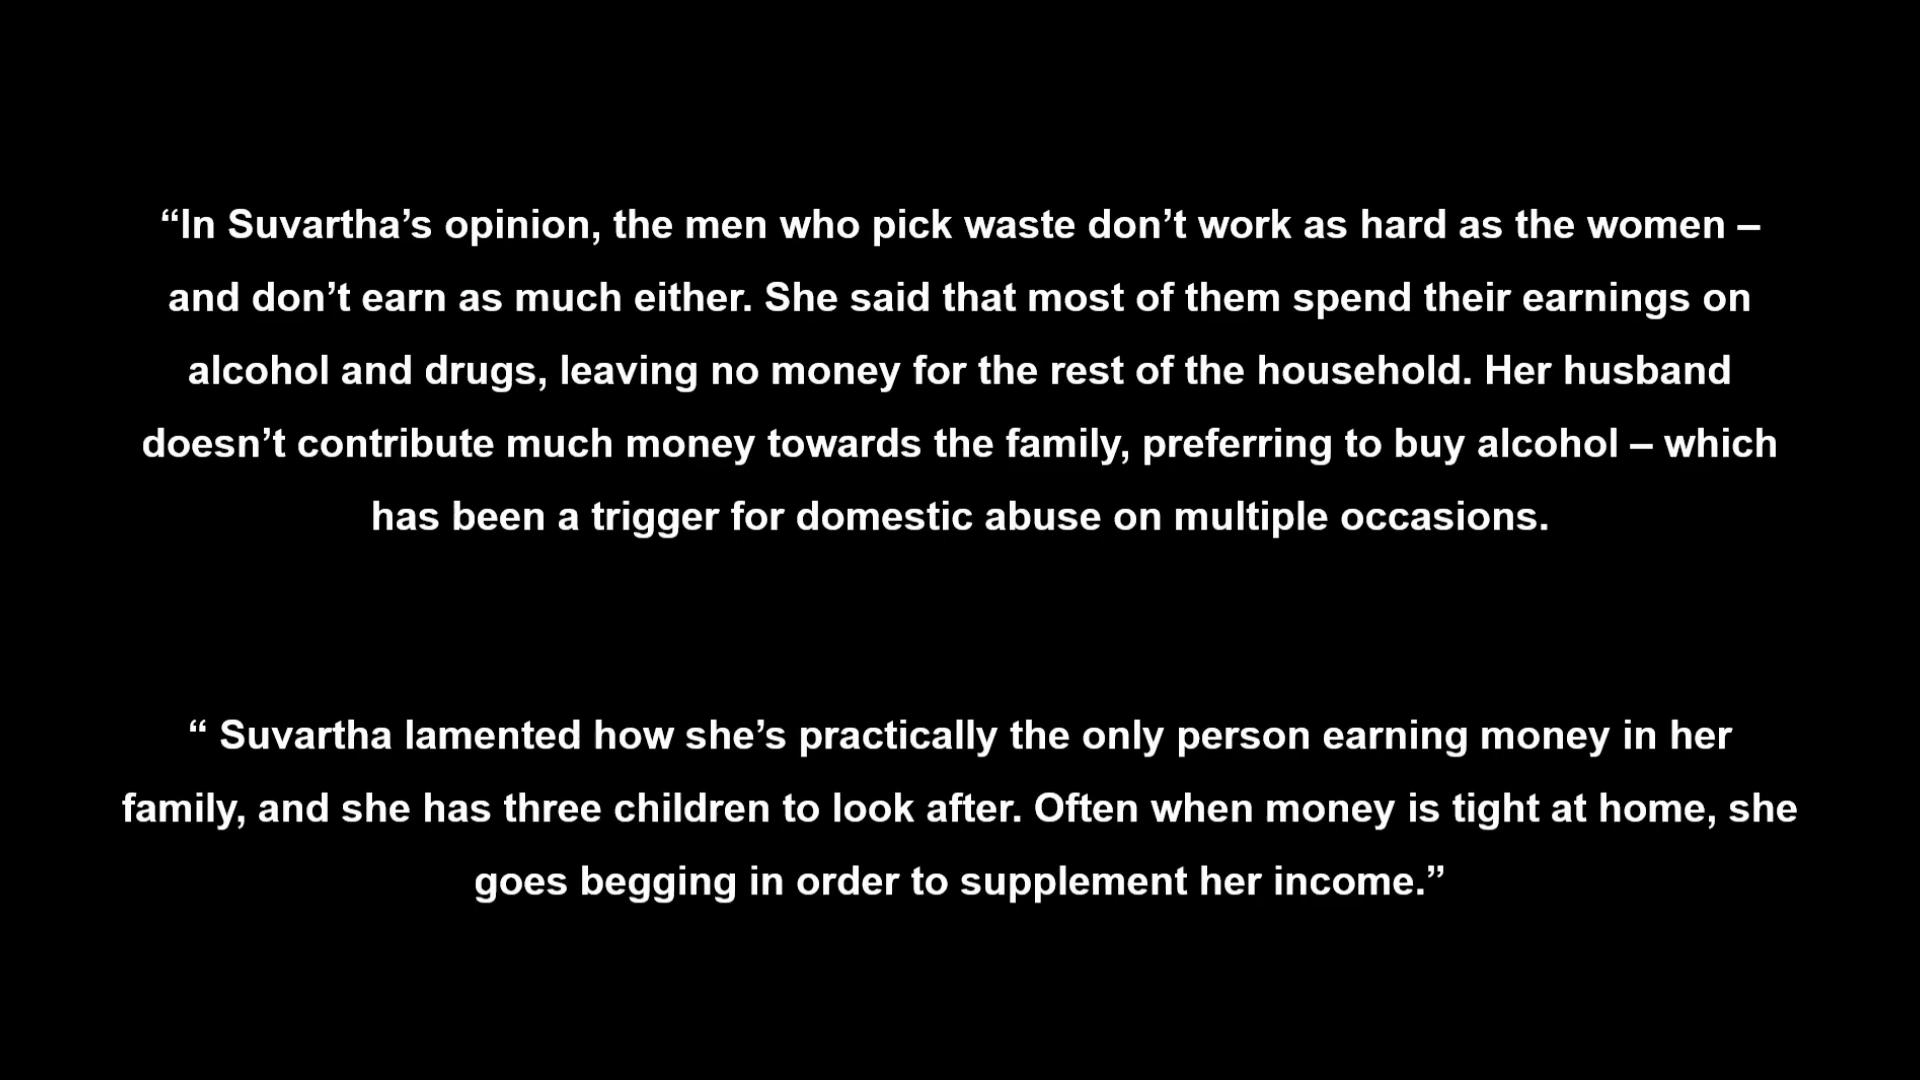 “In Suvartha’s opinion, the men who pick waste don’t work as hard as the women –
and don’t earn as much either. She said that most of them spend their earnings on
alcohol and drugs, leaving no money for the rest of the household. Her husband
doesn’t contribute much money towards the family, preferring to buy alcohol – which
has been a trigger for domestic abuse on multiple occasions.
“ Suvartha lamented how she’s practically the only person earning money in her
family, and she has three children to look after. Often when money is tight at home, she
goes begging in order to supplement her income.”